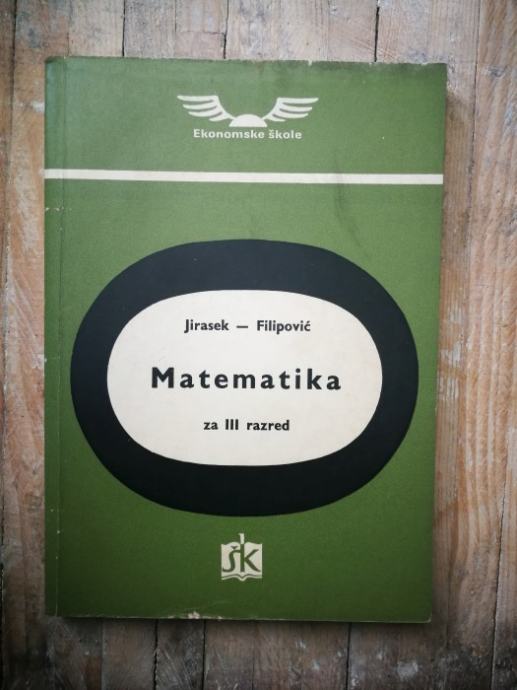 Ekonomske škole
Jirasek — Filipović
Matematika
za III razred
ŠK